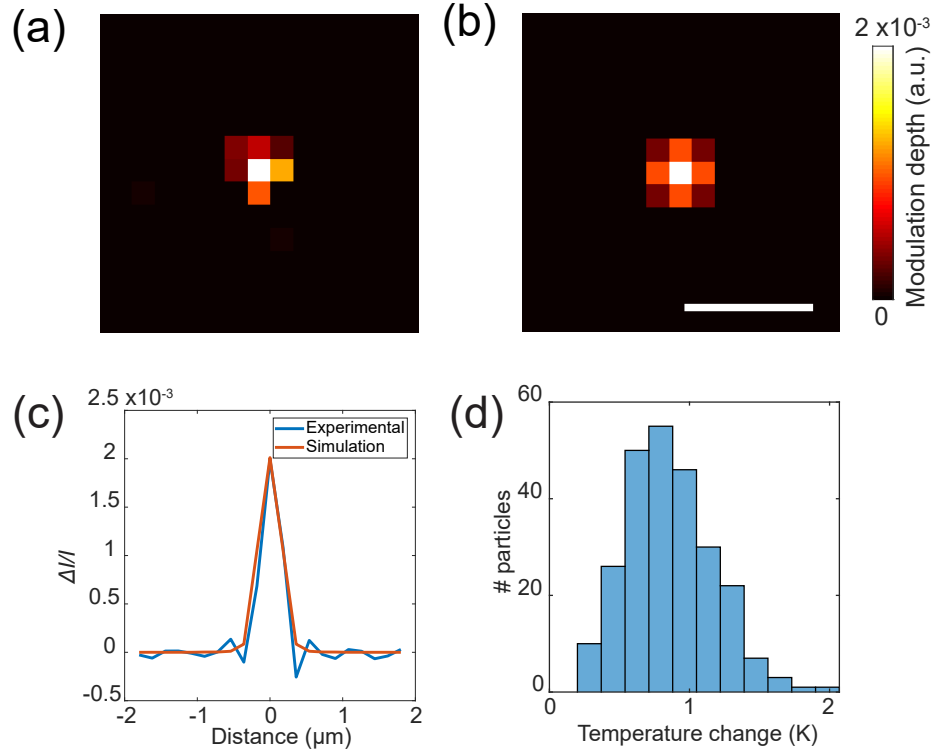 (a)
(b)
2 x10⁻³
Modulation depth (a.u.)
0
(c)
2.5 x10⁻³
2
1.5
1
0.5
0
-0.5
ΔI/I
Experimental
Simulation
-2
-1
0
1
2
Distance (μm)
(d)
60
40
20
0
# particles
0
1
2
Temperature change (K)